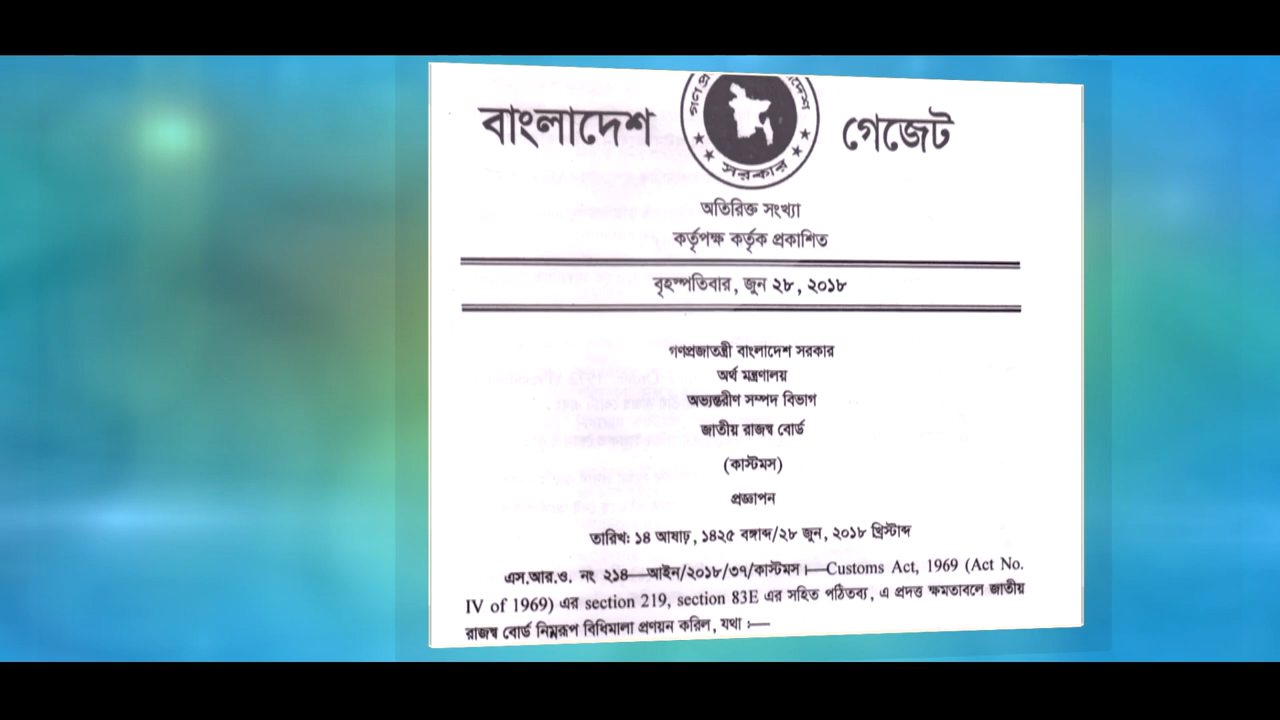 বাংলাদেশ গেজেট
সরকার
অতিরিক্ত সংখ্যা
কর্তৃপক্ষ কর্তৃক প্রকাশিত
বৃহস্পতিবার, জুন ২৮, ২০১৮
গণপ্রজাতন্ত্রী বাংলাদেশ সরকার
অর্থ মন্ত্রণালয়
অভ্যন্তরীণ সম্পদ বিভাগ
জাতীয় রাজস্ব বোর্ড
(কাস্টমস)
প্রজ্ঞাপন
তারিখ: ১৪ আষাঢ়, ১৪২৫ বঙ্গাব্দ/২৮ জুন, ২০১৮ খ্রিস্টাব্দ
এস.আর.ও. নং ২১৪—আইন/২০১৮/৩৭/কাস্টমস।—Customs Act, 1969 (Act No.
IV of 1969) এর section 219, section 83E এর সহিত পঠিতব্য, এ প্রদত্ত ক্ষমতাবলে জাতীয়
রাজস্ব বোর্ড নিম্নরূপ বিধিমালা প্রণয়ন করিল, যথা :—